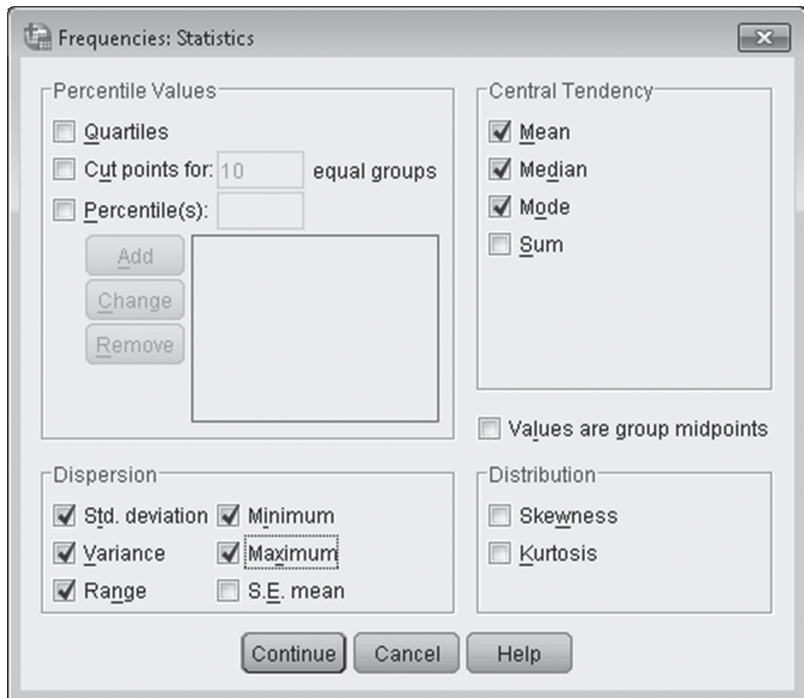 Frequencies: Statistics
Percentile Values
Quartiles
Cut points for: 10 equal groups
Percentile(s):
Add
Change
Remove
Central Tendency
Mean
Median
Mode
Sum
Values are group midpoints
Dispersion
Std. deviation
Minimum
Variance
Maximum
Range
S.E. mean
Distribution
Skewness
Kurtosis
Continue
Cancel
Help